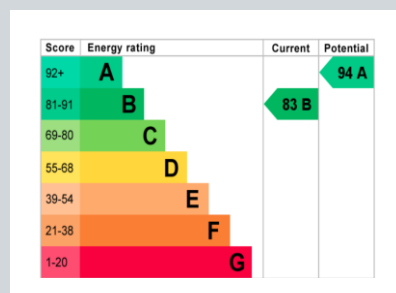 Score Energy rating Current Potential
92+ A 94 A
81-91 B 83 B
69-80 C
55-68 D
39-54 E
21-38 F
1-20 G